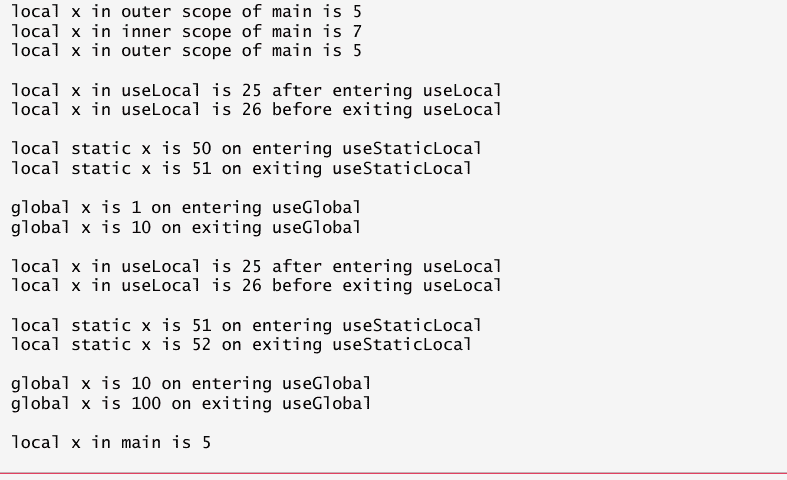 local x in outer scope of main is 5
local x in inner scope of main is 7
local x in outer scope of main is 5
local x in useLocal is 25 after entering useLocal
local x in useLocal is 26 before exiting useLocal
local static x is 50 on entering useStaticLocal
local static x is 51 on exiting useStaticLocal
global x is 1 on entering useGlobal
global x is 10 on exiting useGlobal
local x in useLocal is 25 after entering useLocal
local x in useLocal is 26 before exiting useLocal
local static x is 51 on entering useStaticLocal
local static x is 52 on exiting useStaticLocal
global x is 10 on entering useGlobal
global x is 100 on exiting useGlobal
local x in main is 5